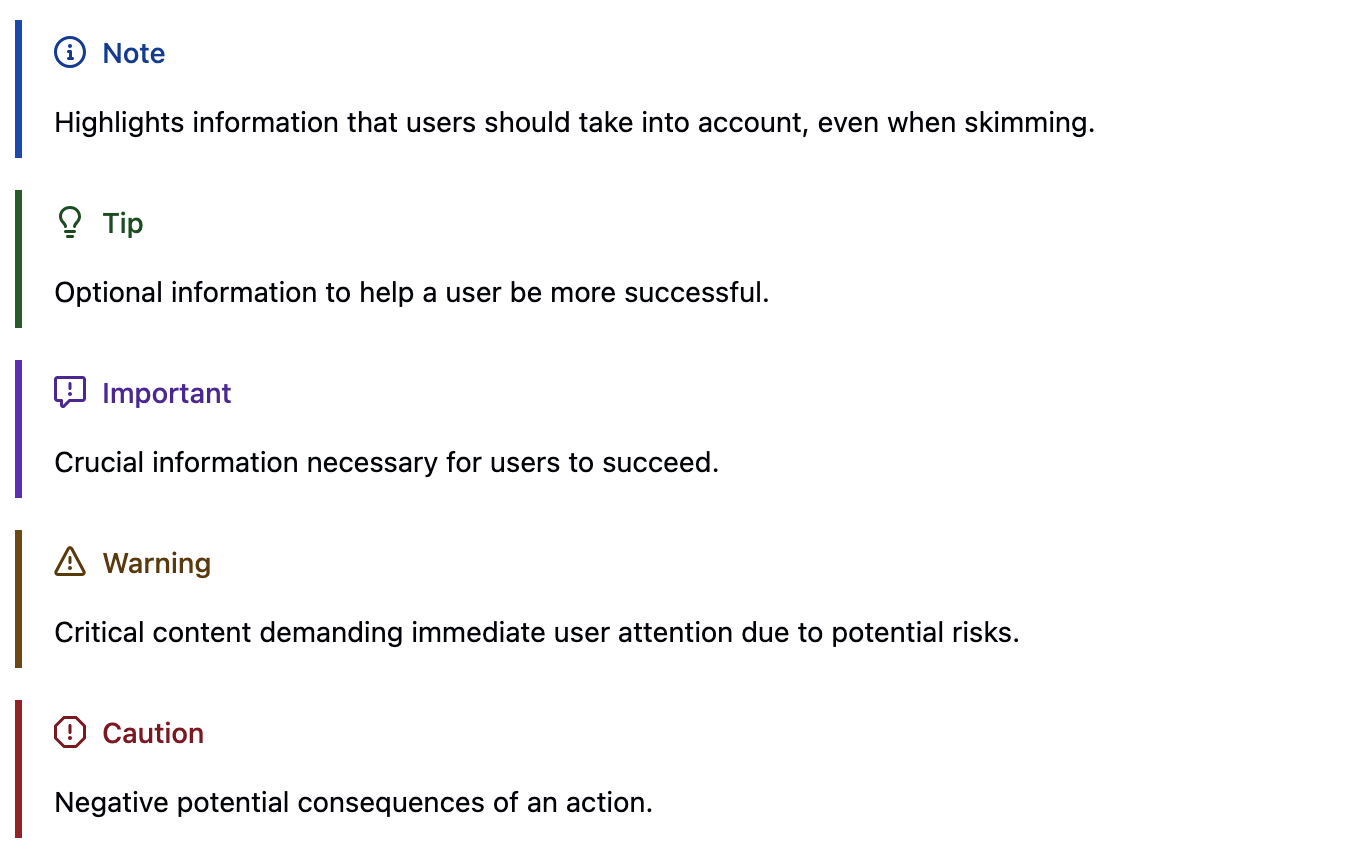 Note
Highlights information that users should take into account, even when skimming.
Tip
Optional information to help a user be more successful.
Important
Crucial information necessary for users to succeed.
Warning
Critical content demanding immediate user attention due to potential risks.
Caution
Negative potential consequences of an action.